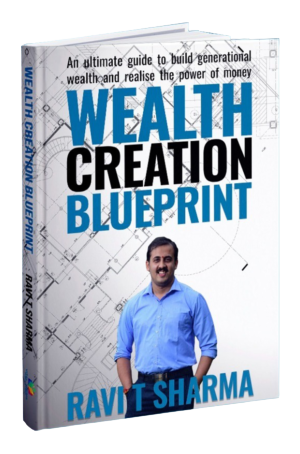 An ultimate guide to build generational
wealth and realise the power of money
WEALTH
CREATION
BLUEPRINT
RAVI T SHARMA
WEALTH CREATION BLUEPRINT
RAVI T SHARMA